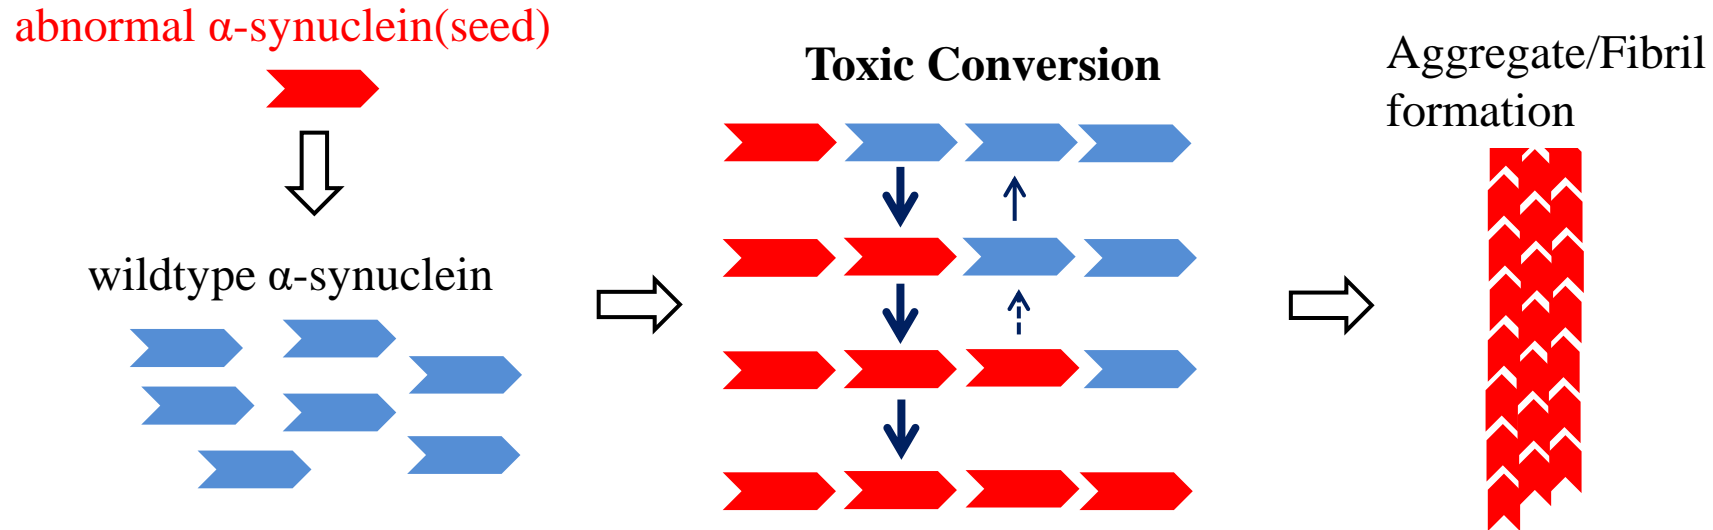 abnormal α-synuclein(seed)
wildtype α-synuclein
Toxic Conversion
Aggregate/Fibril
formation